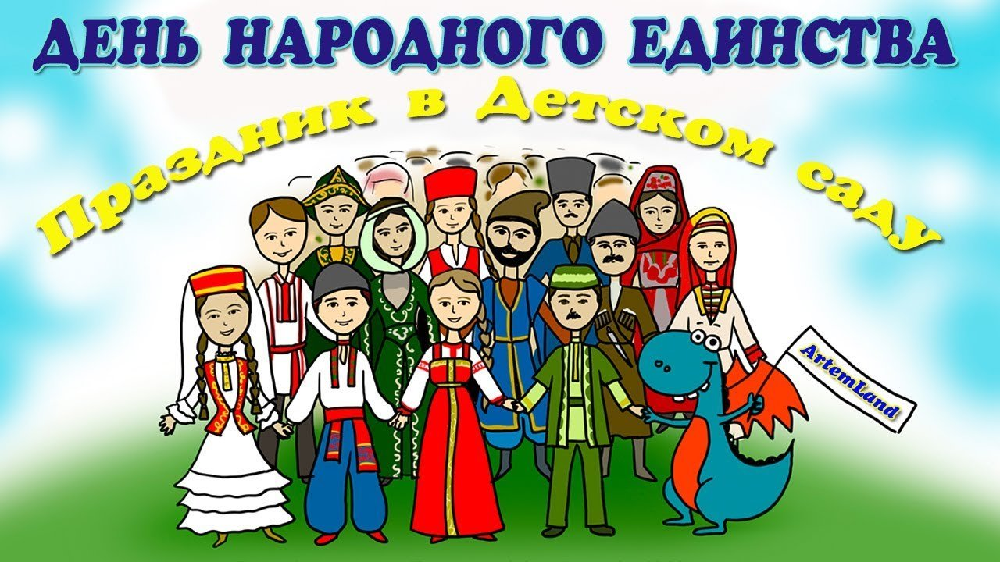 ДЕНЬ НАРОДНОГО ЕДИНСТВА
Праздник в Детском саду
ArtemLand